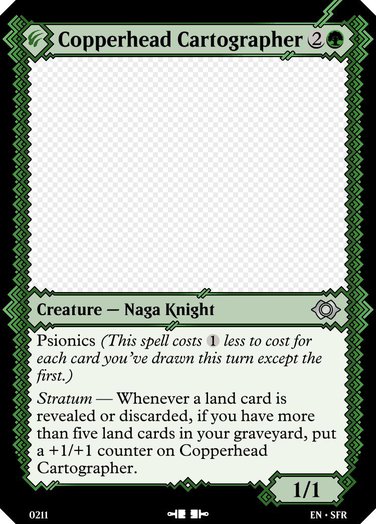 Copperhead Cartographer 2
Creature — Naga Knight
Psionics (This spell costs 1 less to cost for
each card you've drawn this turn except the
first.)
Stratum — Whenever a land card is
revealed or discarded, if you have more
than five land cards in your graveyard, put
a +1/+1 counter on Copperhead
Cartographer.
1/1
0211
EN • SFR